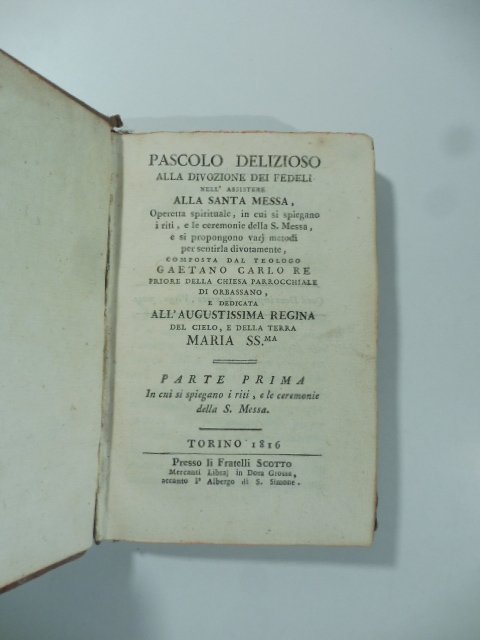 PASCOLO DELIZIOSO
ALLA DIVOZIONE DEI FEDELI
NELL' ASSISTERE
ALLA SANTA MESSA,
Operetta spirituale, in cui si spiegano
i riti, e le ceremonie della S. Messa,
e si propongono varj metodi
per sentirla divotamente,
COMPOSTA DAL TEOLOGO
GAETANO CARLO RE
PRIORE DELLA CHIESA PARROCCHIALE
DI ORBASSANO,
E DEDICATA
ALL'AUGUSTISSIMA REGINA
DEL CIELO, E DELLA TERRA
MARIA SS.MA
PARTE PRIMA
In cui si spiegano i riti, e le ceremonie
della S. Messa.
TORINO 1816
Presso li Fratelli SCOTTO
Mercanti Libraj in Dora Grossa,
accanto l' Albergo di S. Simone.